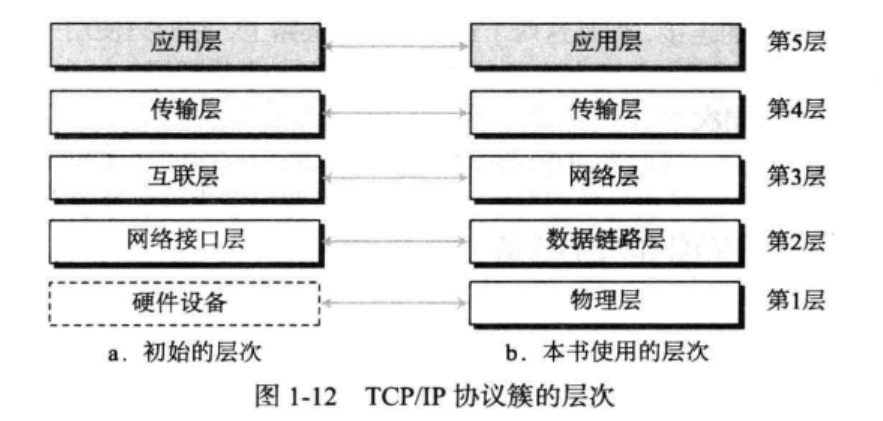 应用层 应用层 第5层
传输层 传输层 第4层
互联层 网络层 第3层
网络接口层 数据链路层 第2层
硬件设备 物理层 第1层
a. 初始的层次 b. 本书使用的层次
图 1-12 TCP/IP 协议簇的层次